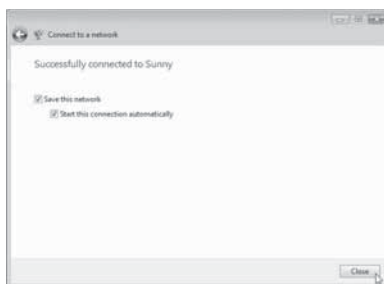 Connect to a network
Successfully connected to Sunny
Save this network
Start this connection automatically
Close